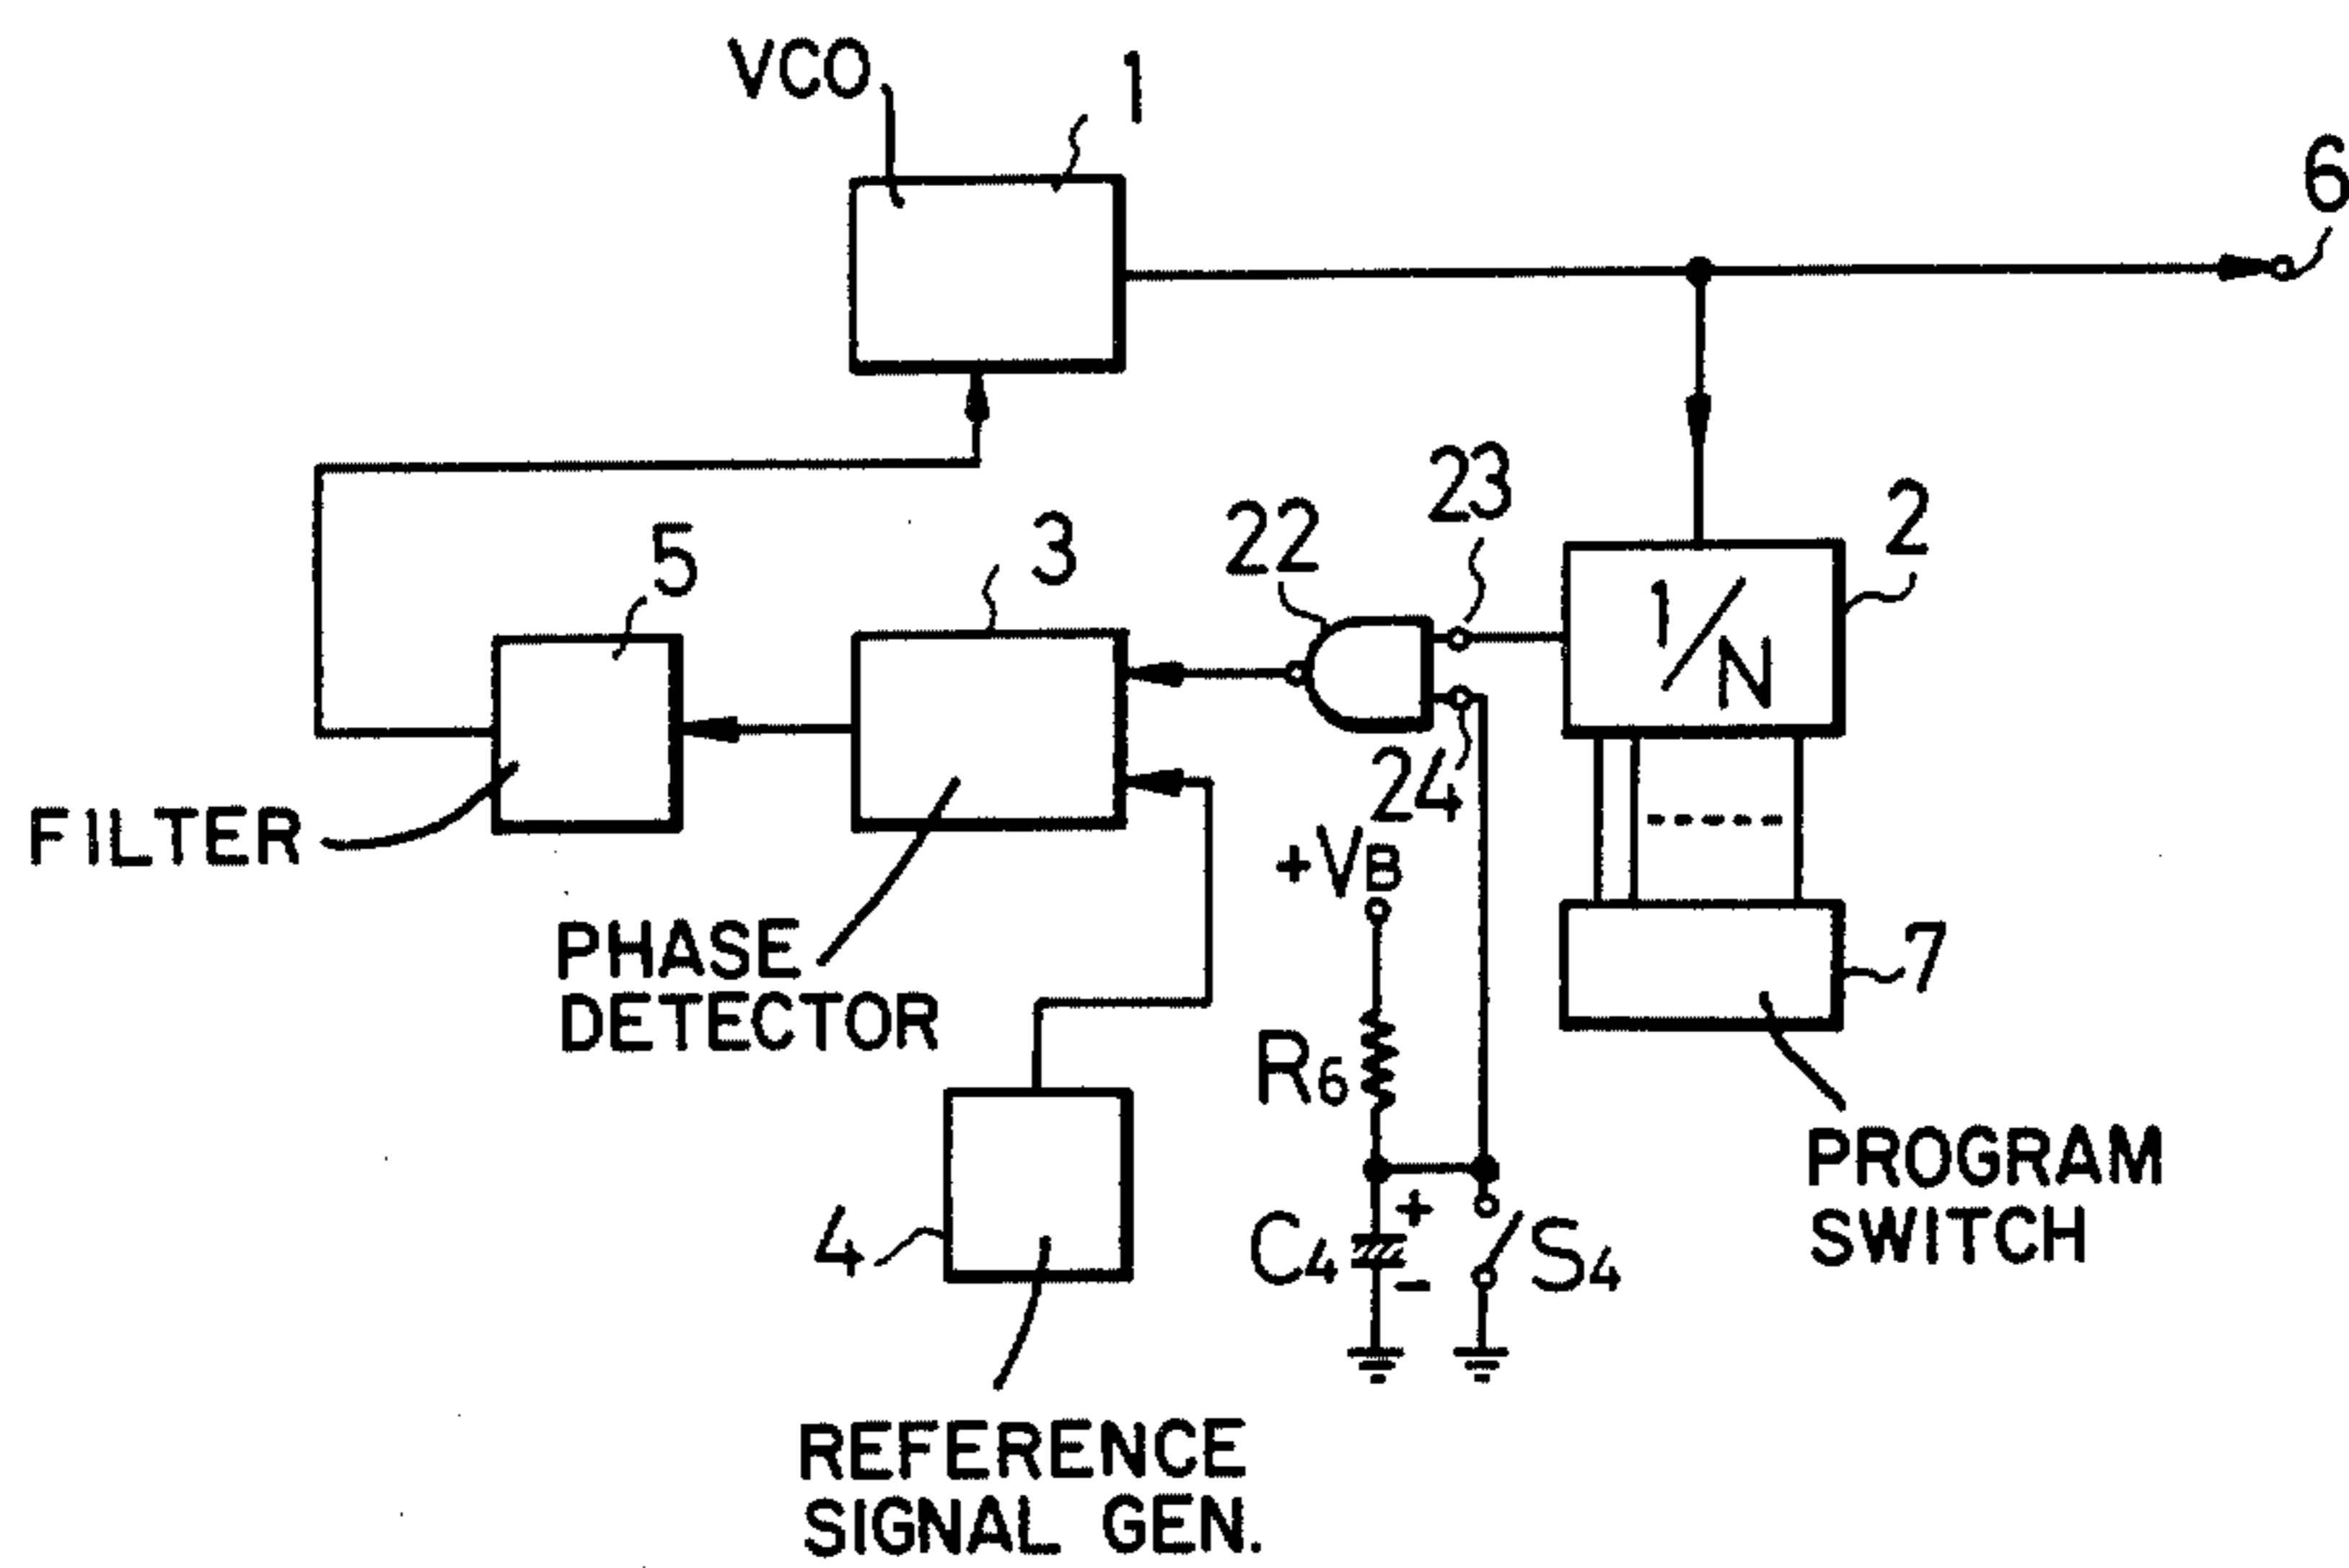 VCO
1
6
23
22
2
3
5
1/N
24
FILTER
+VB
PHASE
DETECTOR
7
R6
PROGRAM
SWITCH
4
C4
+
-
S4
REFERENCE
SIGNAL GEN.